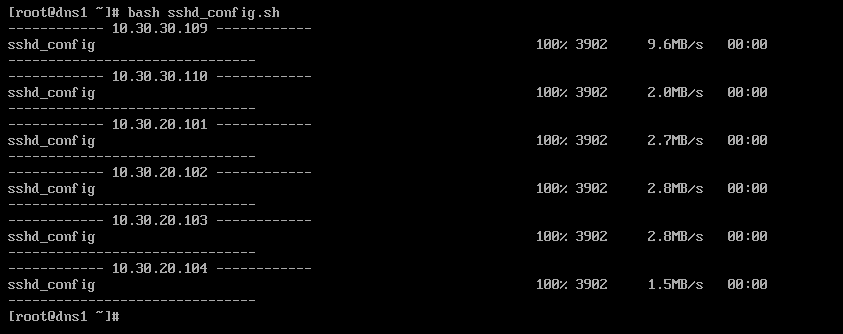 [root@dns1 ~]# bash sshd_config.sh
------------ 10.30.30.109 ------------
sshd_config 100% 3902 9.6MB/s 00:00
-------------------------------
------------ 10.30.30.110 ------------
sshd_config 100% 3902 2.0MB/s 00:00
-------------------------------
------------ 10.30.20.101 ------------
sshd_config 100% 3902 2.7MB/s 00:00
-------------------------------
------------ 10.30.20.102 ------------
sshd_config 100% 3902 2.8MB/s 00:00
-------------------------------
------------ 10.30.20.103 ------------
sshd_config 100% 3902 2.8MB/s 00:00
-------------------------------
------------ 10.30.20.104 ------------
sshd_config 100% 3902 1.5MB/s 00:00
-------------------------------
[root@dns1 ~]#